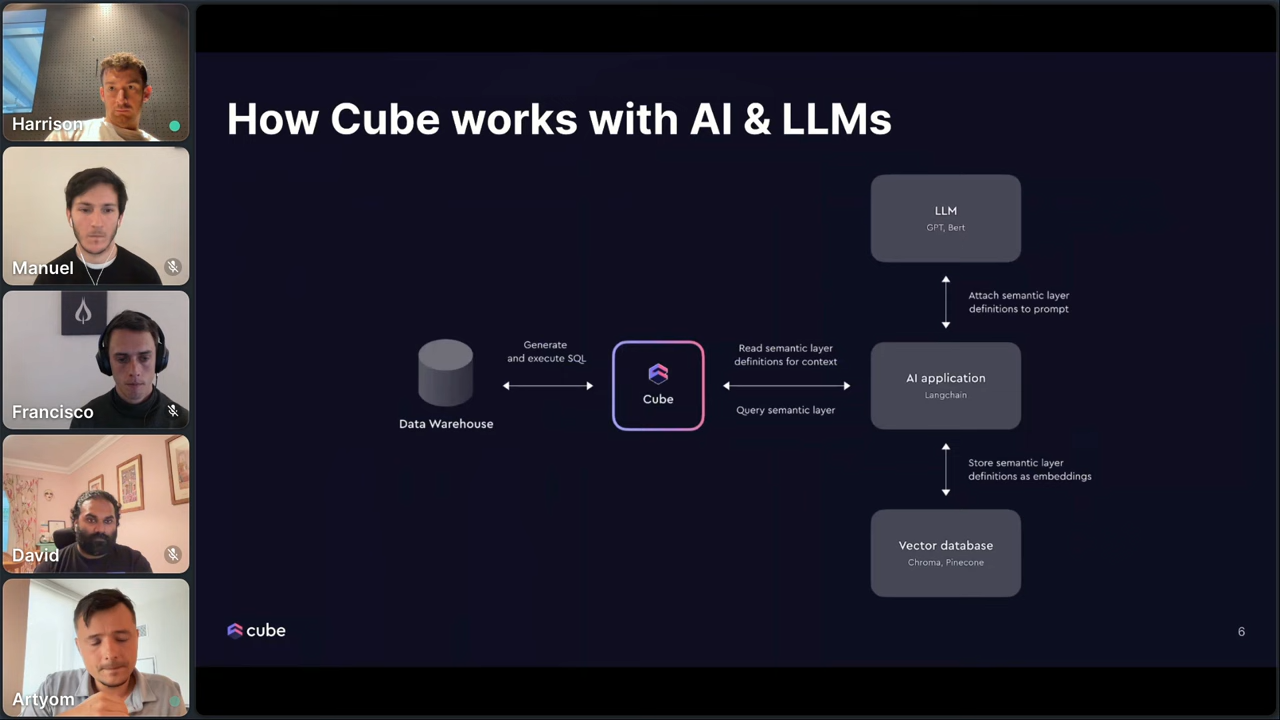 Harrison
Manuel
Francisco
David
Artyom
How Cube works with AI & LLMs
LLM
GPT, Bert
Attach semantic layer
definitions to prompt
Generate
and execute SQL
Read semantic layer
definitions for context
Cube
AI application
Langchain
Query semantic layer
Data Warehouse
Store semantic layer
definitions as embeddings
Vector database
Chroma, Pinecone
cube
6